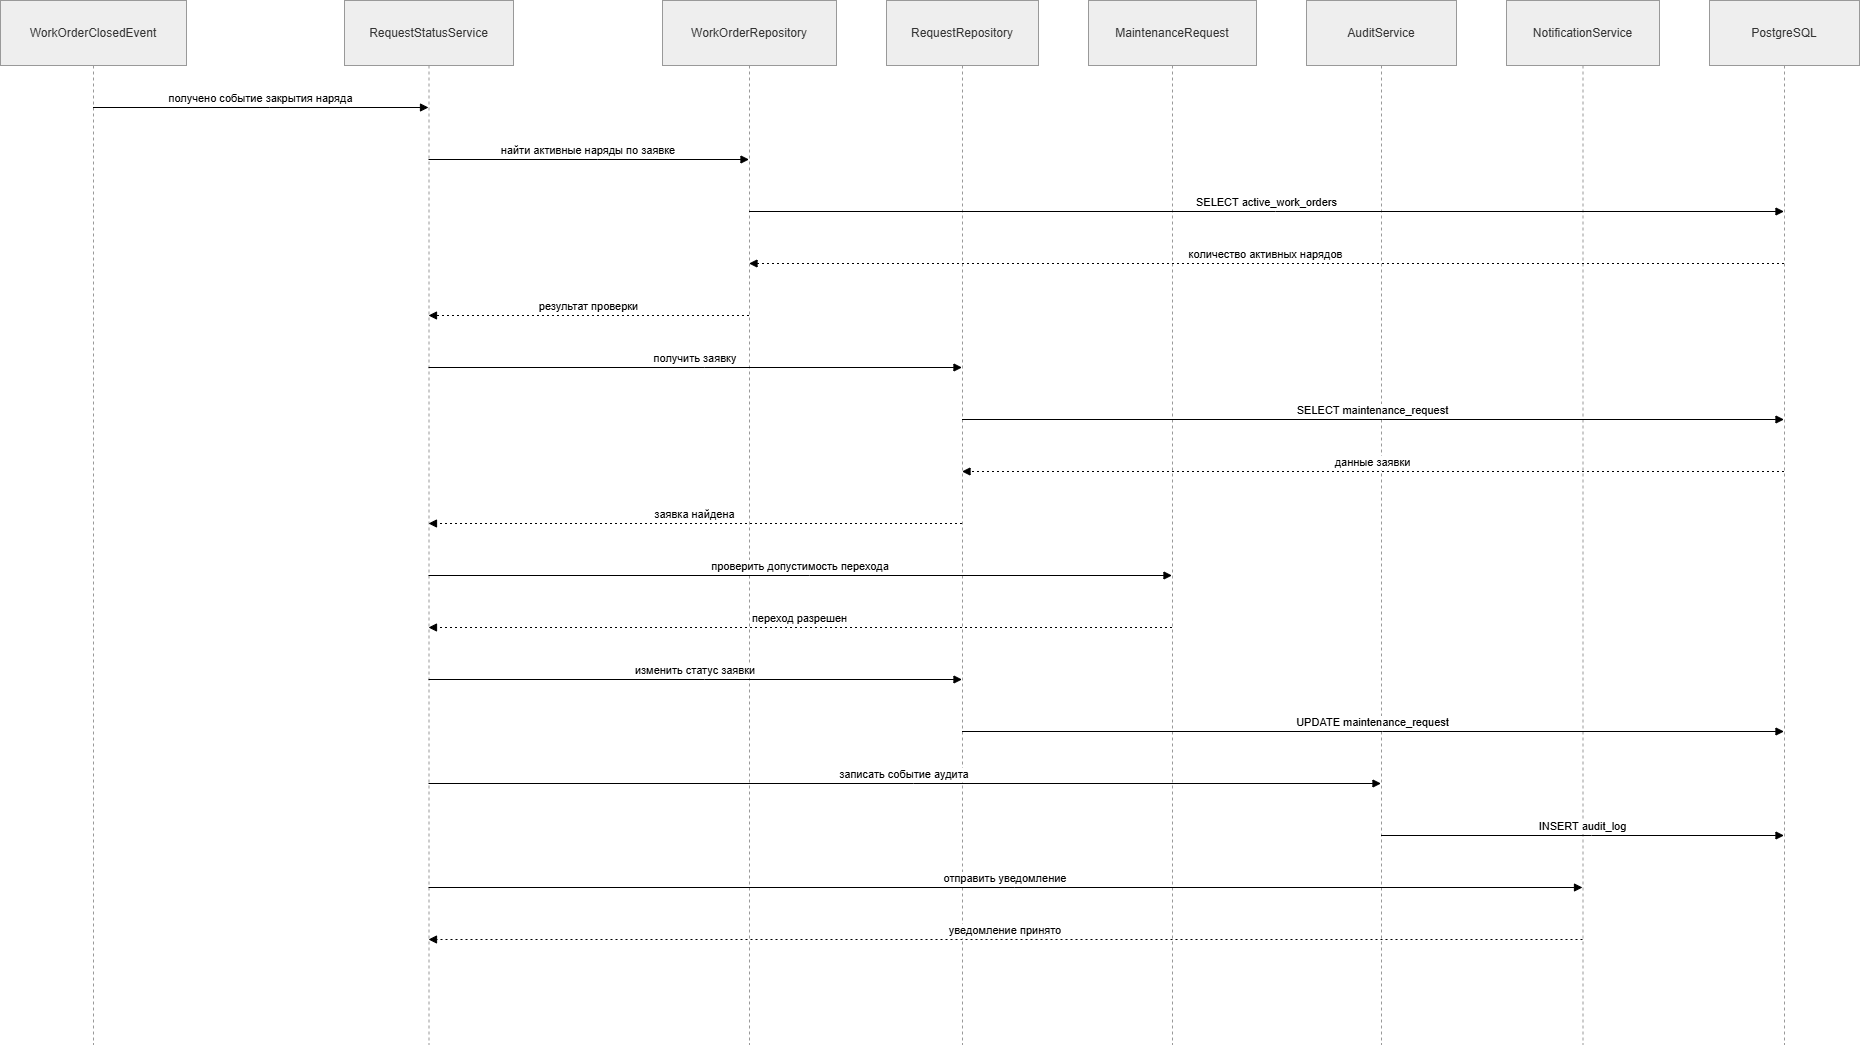 WorkOrderClosedEvent
RequestStatusService
WorkOrderRepository
RequestRepository
MaintenanceRequest
AuditService
NotificationService
PostgreSQL
получено событие закрытия наряда
найти активные наряды по заявке
SELECT active_work_orders
количество активных нарядов
результат проверки
получить заявку
SELECT maintenance_request
данные заявки
заявка найдена
проверить допустимость перехода
переход разрешен
изменить статус заявки
UPDATE maintenance_request
записать событие аудита
INSERT audit_log
отправить уведомление
уведомление принято